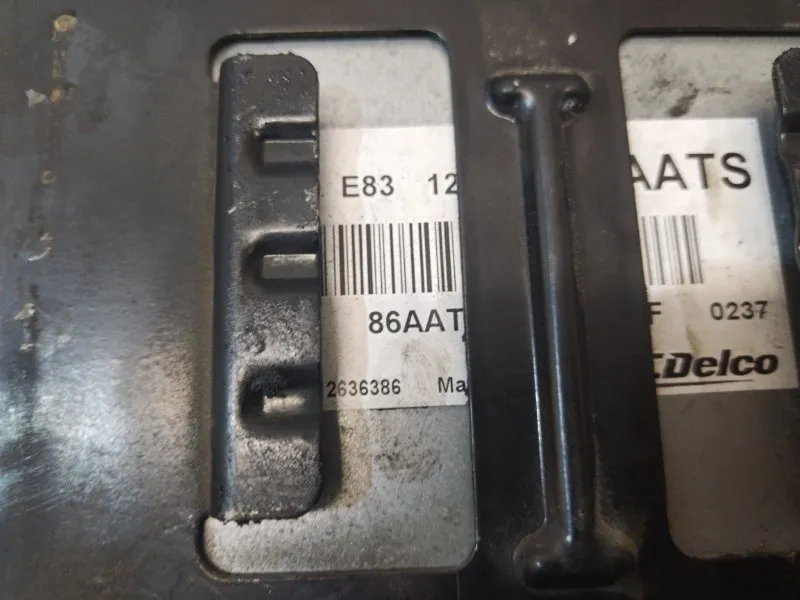 E83 12 AATS
86AAT F 0237
2636386 Ma Delco